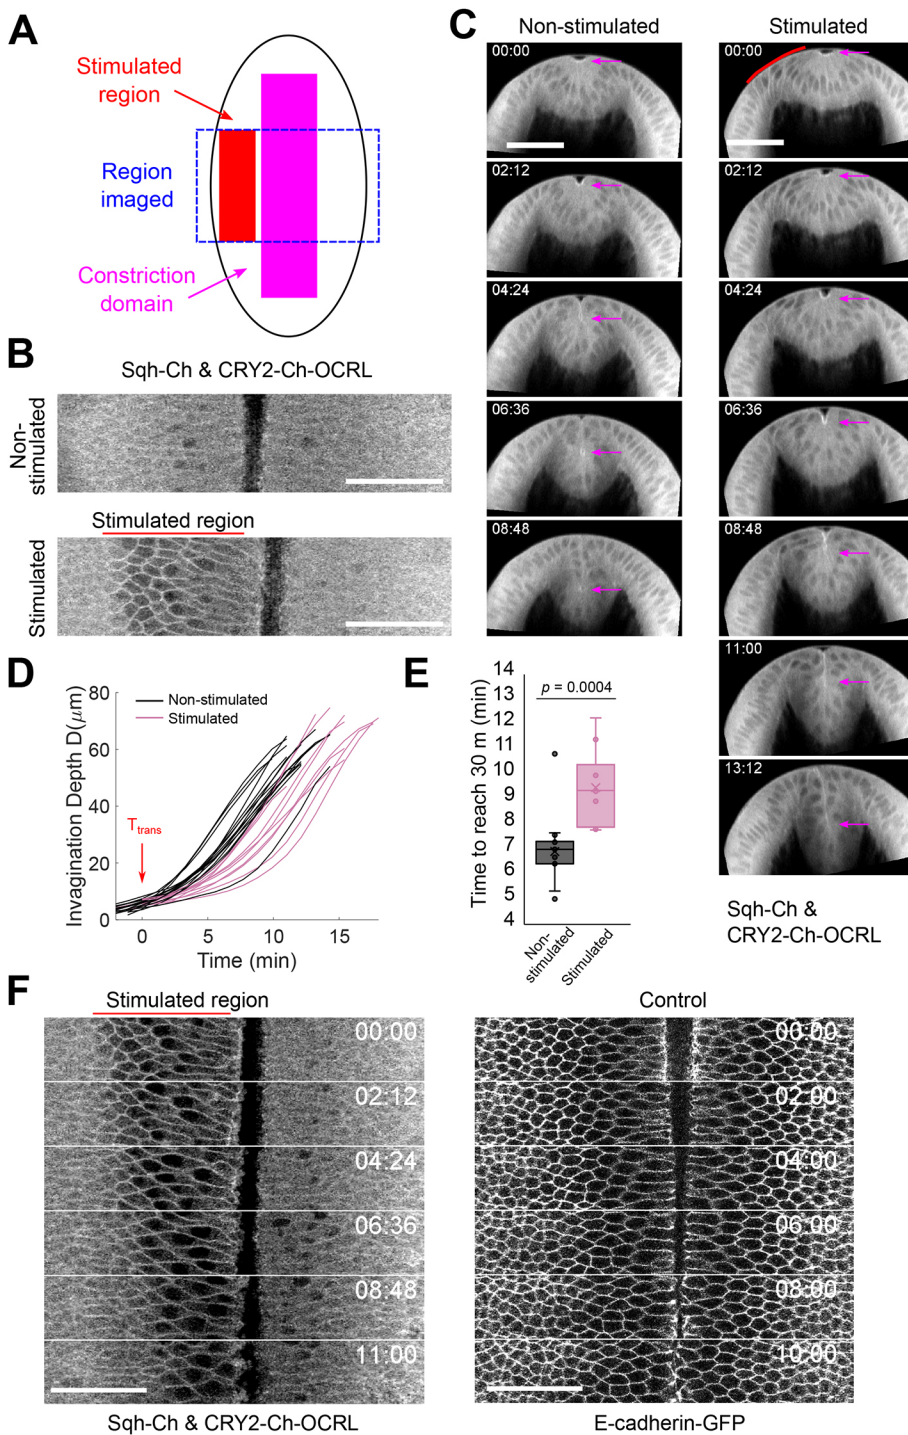 A
Stimulated
region
Region
imaged
Constriction
domain
B
Sqh-Ch & CRY2-Ch-OCRL
Non-
stimulated
Stimulated region
Stimulated
C
Non-stimulated
Stimulated
00:00
00:00
02:12
02:12
04:24
04:24
06:36
06:36
08:48
08:48
11:00
13:12
Sqh-Ch &
CRY2-Ch-OCRL
D
Invagination Depth D(μm)
80
60
40
20
0
Non-stimulated
Stimulated
Ttrans
0
5
10
15
Time (min)
E
Time to reach 30 m (min)
14
13
12
11
10
9
8
7
6
5
4
p = 0.0004
Non-
stimulated
Stimulated
F
Stimulated region
00:00
02:12
04:24
06:36
08:48
11:00
Sqh-Ch & CRY2-Ch-OCRL
Control
00:00
02:00
04:00
06:00
08:00
10:00
E-cadherin-GFP